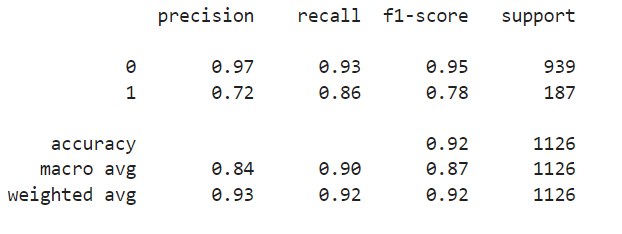 precision recall f1-score support
0 0.97 0.93 0.95 939
1 0.72 0.86 0.78 187
accuracy 0.92 1126
macro avg 0.84 0.90 0.87 1126
weighted avg 0.93 0.92 0.92 1126